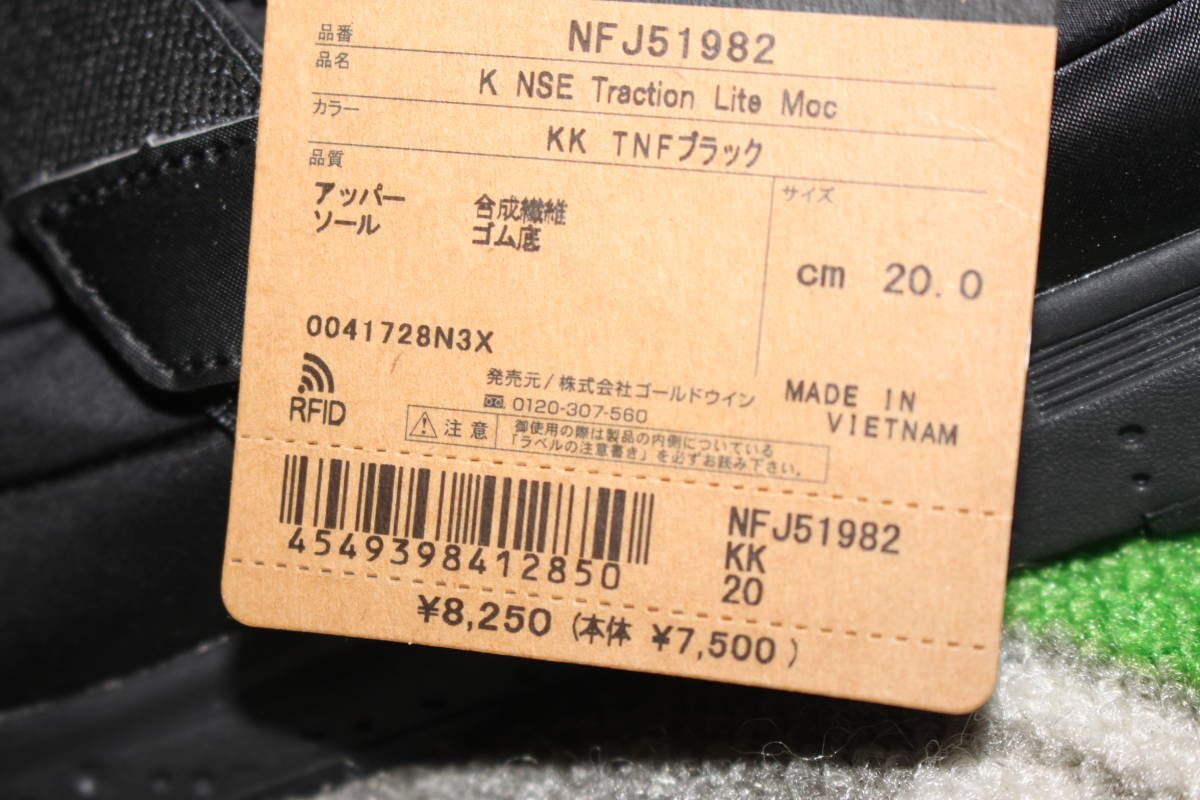 品番 NFJ51982
品名 K NSE Traction Lite Moc
カラー KK TNFブラック
品質
アッパー 合成繊維
ソール ゴム底
サイズ
cm 20.0
0041728N3X
RFID
発売元/株式会社ゴールドウイン
0120-307-560
MADE IN
VIETNAM
注意
御使用の際は製品の内側についている
「ラベルの注意書き」を必ずお読み下さい。
4549398412850
NFJ51982
KK
20
¥8,250 (本体 ¥7,500)